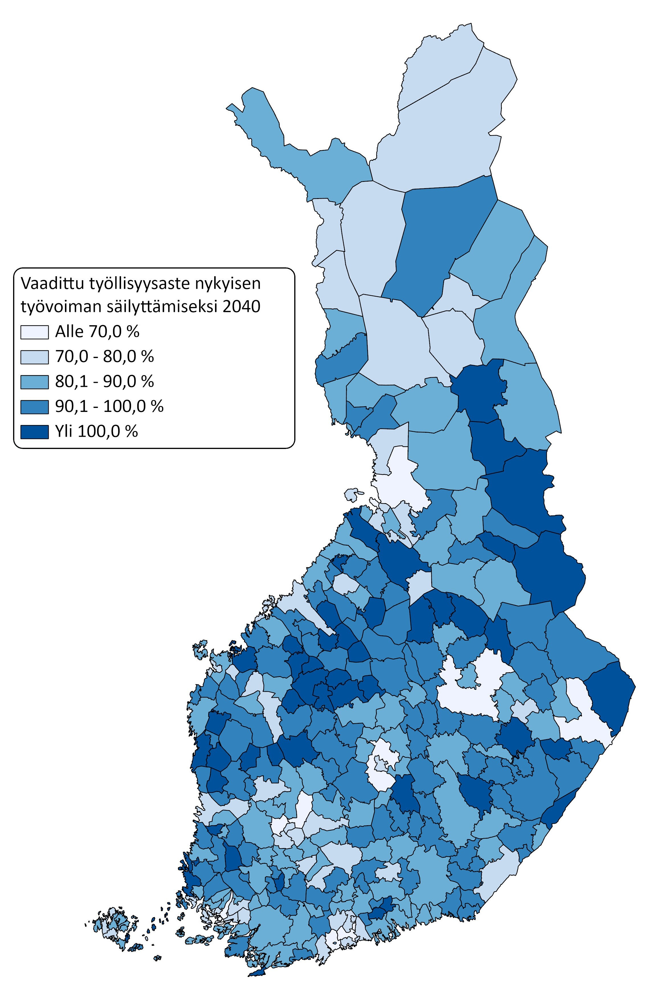 Vaadittu työllisyysaste nykyisen
työvoiman säilyttämiseksi 2040
Alle 70,0 %
70,0 - 80,0 %
80,1 - 90,0 %
90,1 - 100,0 %
Yli 100,0 %